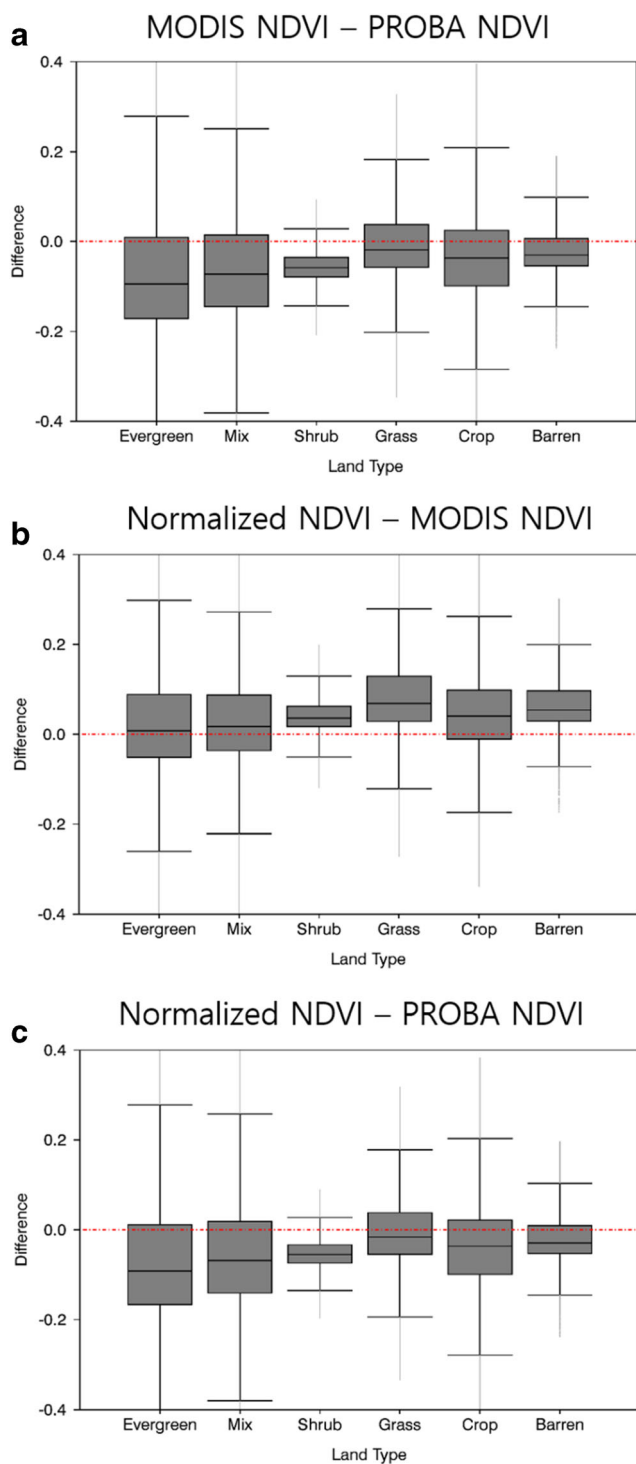 a
MODIS NDVI – PROBA NDVI
0.4
0.2
0.0
-0.2
-0.4
Difference
Evergreen Mix Shrub Grass Crop Barren
Land Type
b
Normalized NDVI – MODIS NDVI
0.4
0.2
0.0
-0.2
-0.4
Difference
Evergreen Mix Shrub Grass Crop Barren
Land Type
c
Normalized NDVI – PROBA NDVI
0.4
0.2
0.0
-0.2
-0.4
Difference
Evergreen Mix Shrub Grass Crop Barren
Land Type